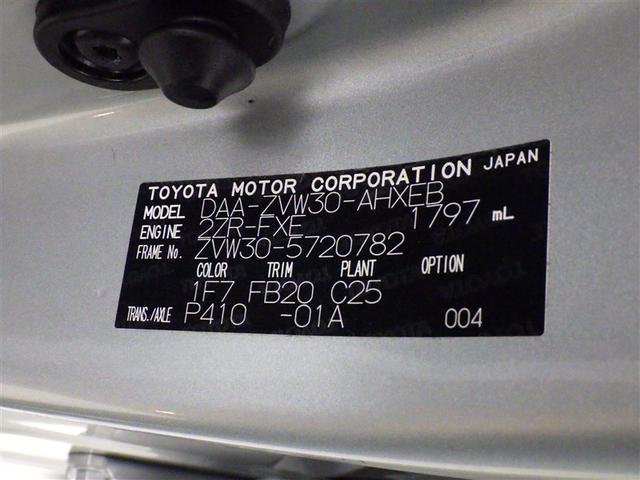 TOYOTA MOTOR CORPORATION JAPAN
MODEL DAA-ZVW30-AHXEB
ENGINE 2ZR-FXE 1797 mL
FRAME No. ZVW30-5720782
COLOR TRIM PLANT OPTION
1F7 FB20 C25
TRANS./AXLE P410 -01A 004